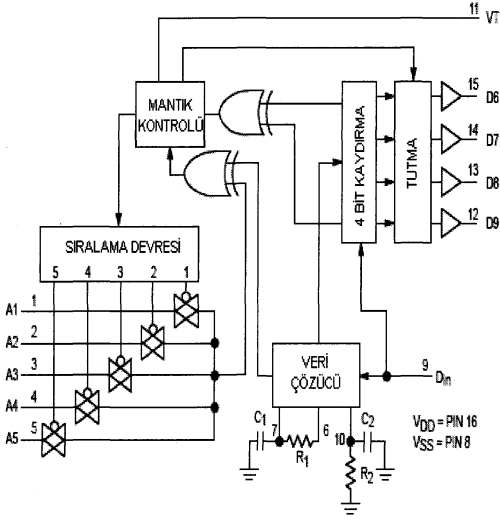 11 VT
MANTIK
KONTROLÜ
4 BİT KAYDIRMA
TUTMA
15 D6
14 D7
13 D8
12 D9
SIRALAMA DEVRESİ
5 4 3 2 1
A1 1
A2 2
A3 3
A4 4
A5 5
VERİ
ÇÖZÜCÜ
9 Din
C1 7 R1 6 10 C2
R2
VDD = PIN 16
VSS = PIN 8